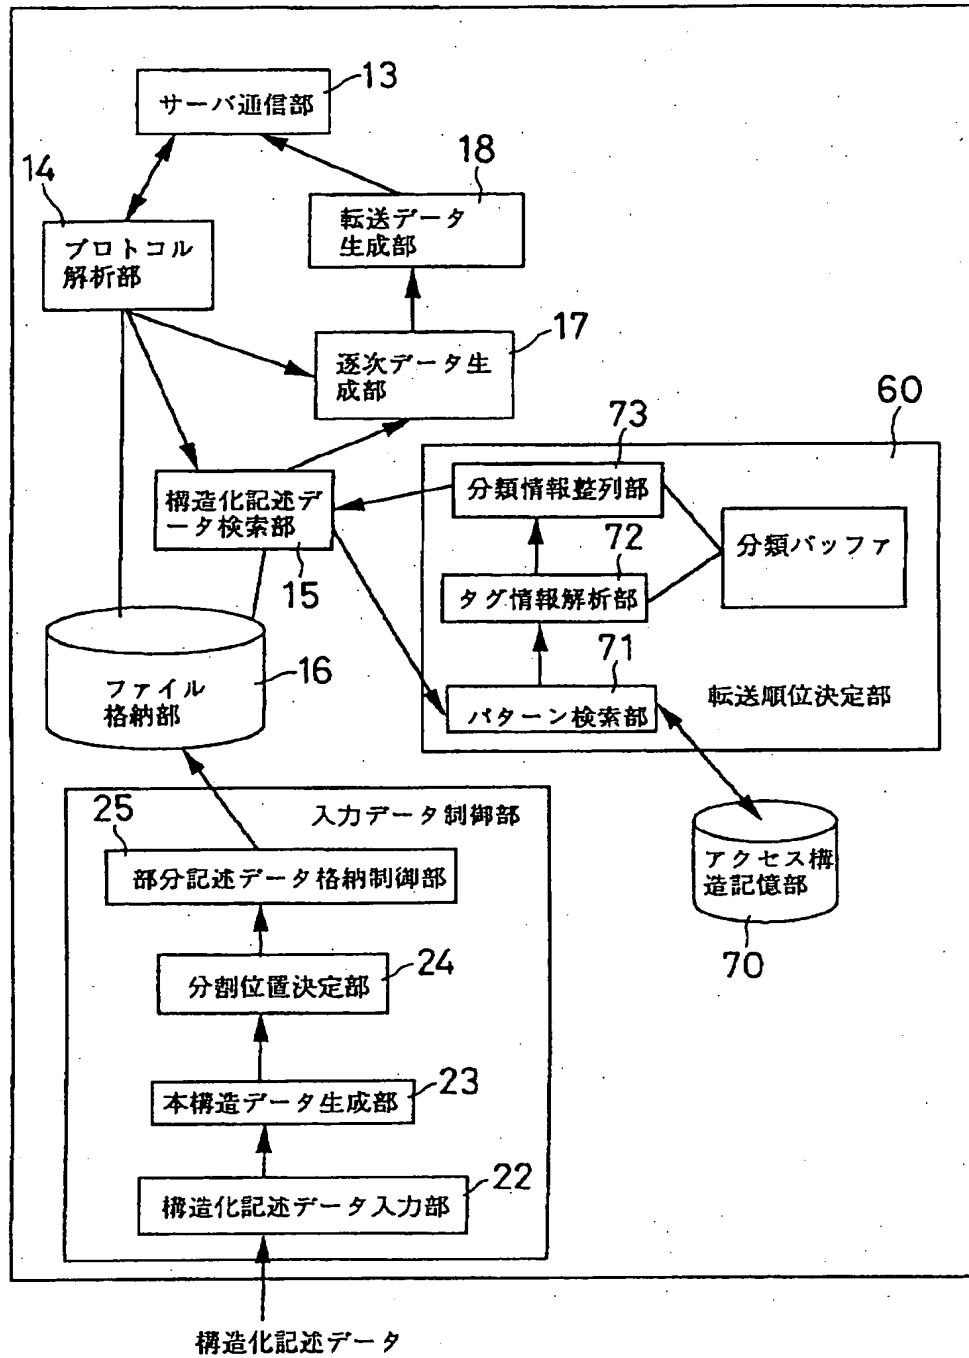 13
サーバ通信部
18
14
転送データ
生成部
プロトコル
解析部
17
逐次データ生
成部
60
73
分類情報整列部
構造化記述デ
ータ検索部
72
分類バッファ
15
タグ情報解析部
16
71
ファイル
格納部
パターン検索部
転送順位決定部
25
入力データ制御部
部分記述データ格納制御部
アクセス構
造記憶部
24
70
分割位置決定部
23
本構造データ生成部
22
構造化記述データ入力部
構造化記述データ